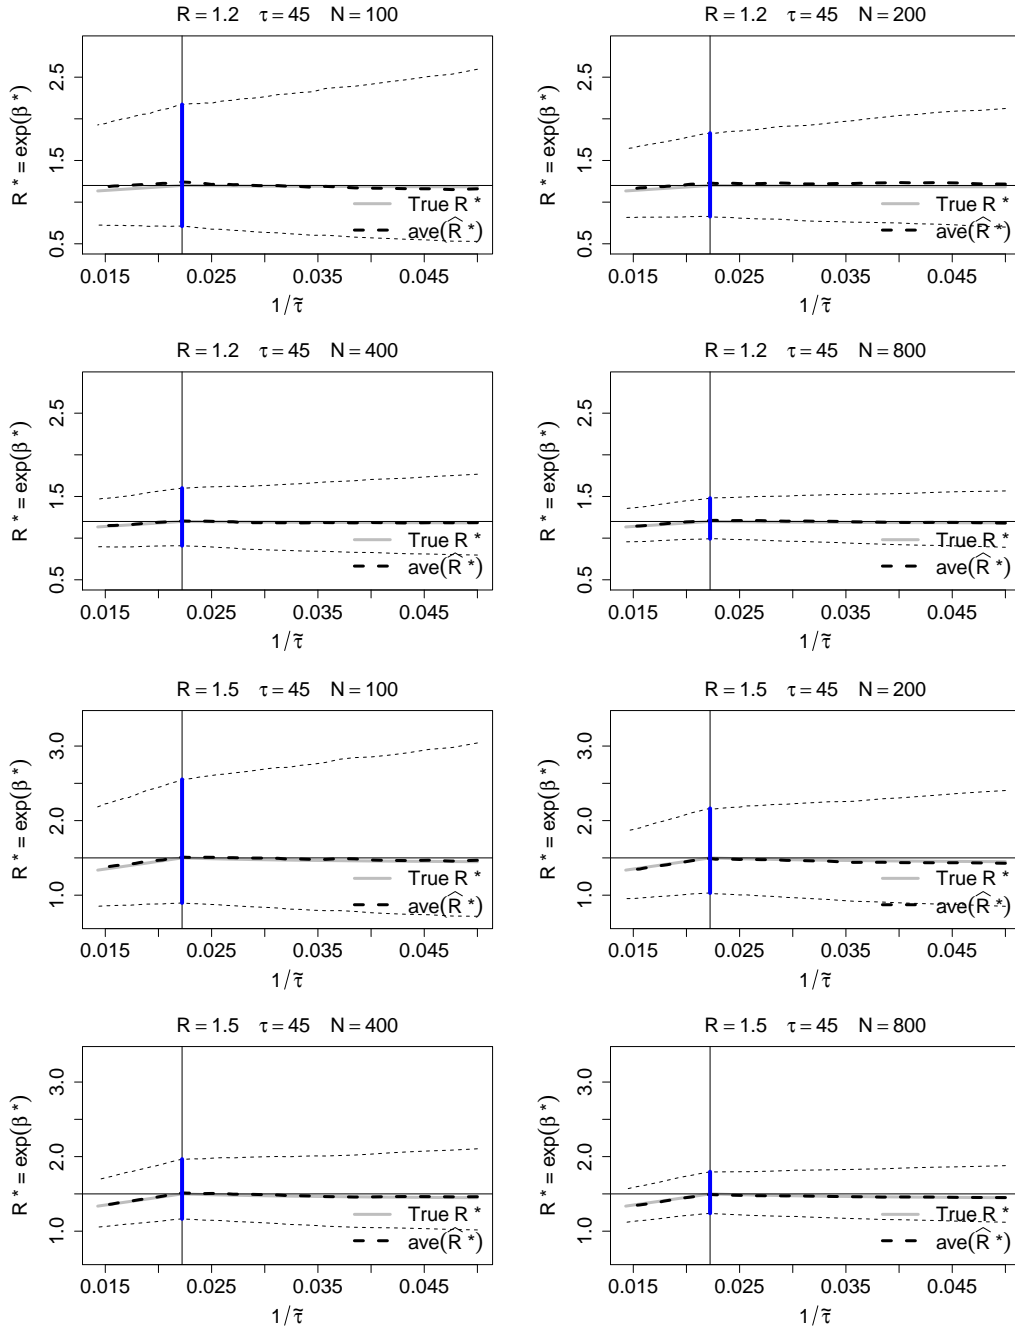 R = 1.2 τ = 45 N = 100
R * = exp(β *)
2.5
1.5
0.5
True R *
ave(R̂ *)
0.015 0.025 0.035 0.045
1/τ̃
R = 1.2 τ = 45 N = 200
R * = exp(β *)
2.5
1.5
0.5
True R *
ave(R̂ *)
0.015 0.025 0.035 0.045
1/τ̃
R = 1.2 τ = 45 N = 400
R * = exp(β *)
2.5
1.5
0.5
True R *
ave(R̂ *)
0.015 0.025 0.035 0.045
1/τ̃
R = 1.2 τ = 45 N = 800
R * = exp(β *)
2.5
1.5
0.5
True R *
ave(R̂ *)
0.015 0.025 0.035 0.045
1/τ̃
R = 1.5 τ = 45 N = 100
R * = exp(β *)
3.0
2.0
1.0
True R *
ave(R̂ *)
0.015 0.025 0.035 0.045
1/τ̃
R = 1.5 τ = 45 N = 200
R * = exp(β *)
3.0
2.0
1.0
True R *
ave(R̂ *)
0.015 0.025 0.035 0.045
1/τ̃
R = 1.5 τ = 45 N = 400
R * = exp(β *)
3.0
2.0
1.0
True R *
ave(R̂ *)
0.015 0.025 0.035 0.045
1/τ̃
R = 1.5 τ = 45 N = 800
R * = exp(β *)
3.0
2.0
1.0
True R *
ave(R̂ *)
0.015 0.025 0.035 0.045
1/τ̃